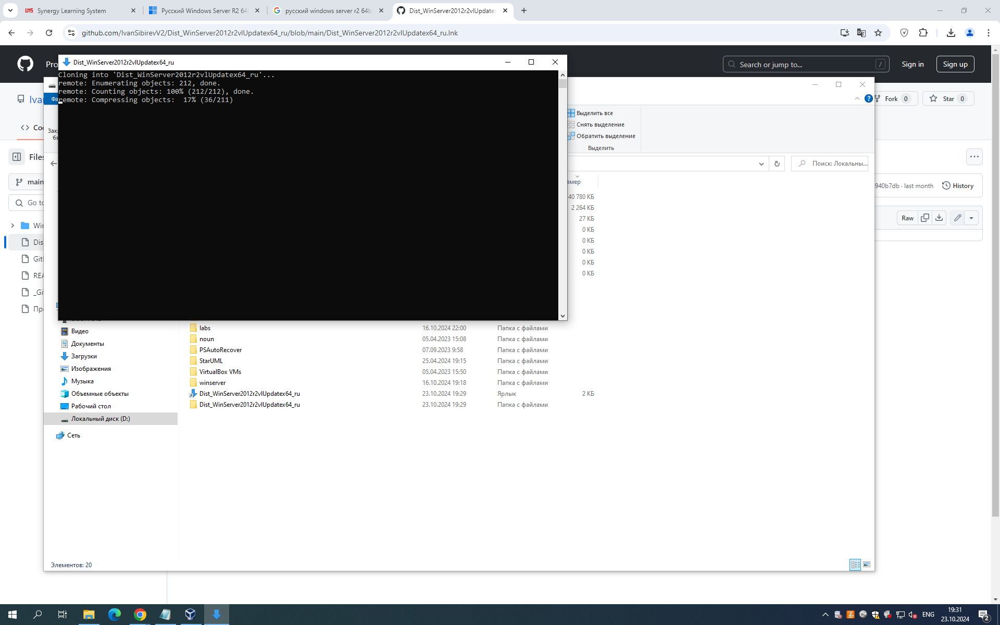 Synergy Learning System
Русский Windows Server R2 64
русский windows server r2 64b
Dist_WinServer2012r2vlUpdatex
github.com/IvanSibirevV2/Dist_WinServer2012r2vlUpdatex64_ru/blob/main/Dist_WinServer2012r2vlUpdatex64_ru.lnk
Pro
Search or jump to...
/
Sign in
Sign up
Dist_WinServer2012r2vlUpdatex64_ru
Cloning into 'Dist_WinServer2012r2vlUpdatex64_ru'...
remote: Enumerating objects: 212, done.
remote: Counting objects: 100% (212/212), done.
remote: Compressing objects:  17% (36/211)
Ivan
Фа
Fork 0
Star 0
Выделить все
Снять выделение
Обратить выделение
Выделить
Files
Поиск: Локальны...
main
змер
940b7db · last month
History
Go to
40 780 КБ
2 264 КБ
27 КБ
0 КБ
0 КБ
0 КБ
0 КБ
0 КБ
Raw
Win
Dis
Git
REA
_Gi
Пр
Видео
Документы
Загрузки
Изображения
Музыка
Объемные объекты
Рабочий стол
Локальный диск (D:)
Сеть
labs 16.10.2024 22:00 Папка с файлами
noun 05.04.2023 15:08 Папка с файлами
PSAutoRecover 07.09.2023 9:58 Папка с файлами
StarUML 25.04.2024 19:15 Папка с файлами
VirtualBox VMs 05.04.2023 15:50 Папка с файлами
winserver 16.10.2024 19:18 Папка с файлами
Dist_WinServer2012r2vlUpdatex64_ru 23.10.2024 19:29 Ярлык 2 КБ
Dist_WinServer2012r2vlUpdatex64_ru 23.10.2024 19:29 Папка с файлами
Элементов: 20
ENG
19:31
23.10.2024
2